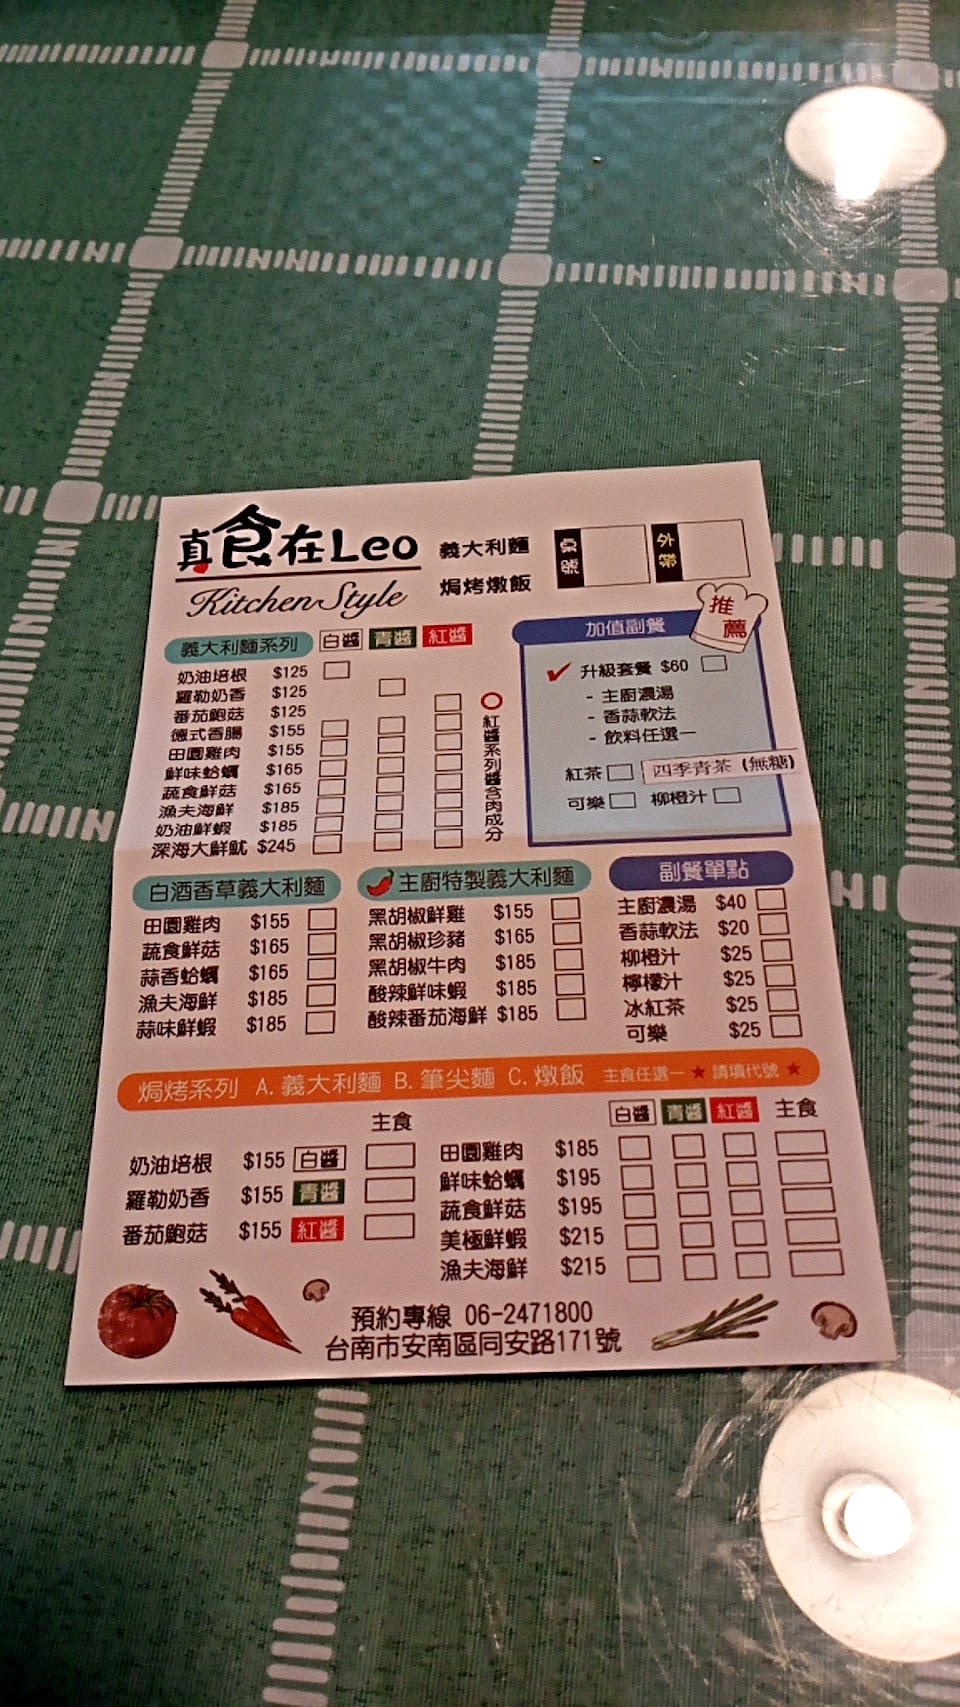 真食在Leo
Kitchen Style
義大利麵
焗烤燉飯
桌號
外帶
義大利麵系列 白醬 青醬 紅醬
奶油培根 $125
羅勒奶香 $125
番茄鮑菇 $125
德式香腸 $155
田園雞肉 $155
鮮味蛤蠣 $165
蔬食鮮菇 $165
漁夫海鮮 $185
奶油鮮蝦 $185
深海大鮮魷 $245
紅醬系列醬含肉成分
加值副餐
推薦
升級套餐 $60
- 主廚濃湯
- 香蒜軟法
- 飲料任選一
紅茶 四季青茶 (無糖)
可樂 柳橙汁
白酒香草義大利麵
田園雞肉 $155
蔬食鮮菇 $165
蒜香蛤蠣 $165
漁夫海鮮 $185
蒜味鮮蝦 $185
主廚特製義大利麵
黑胡椒鮮雞 $155
黑胡椒珍豬 $165
黑胡椒牛肉 $185
酸辣鮮味蝦 $185
酸辣番茄海鮮 $185
副餐單點
主廚濃湯 $40
香蒜軟法 $20
柳橙汁 $25
檸檬汁 $25
冰紅茶 $25
可樂 $25
焗烤系列 A. 義大利麵 B. 筆尖麵 C. 燉飯 主食任選一 ★ 請填代號 ★
主食
奶油培根 $155 白醬
羅勒奶香 $155 青醬
番茄鮑菇 $155 紅醬
白醬 青醬 紅醬 主食
田園雞肉 $185
鮮味蛤蠣 $195
蔬食鮮菇 $195
美極鮮蝦 $215
漁夫海鮮 $215
預約專線 06-2471800
台南市安南區同安路171號